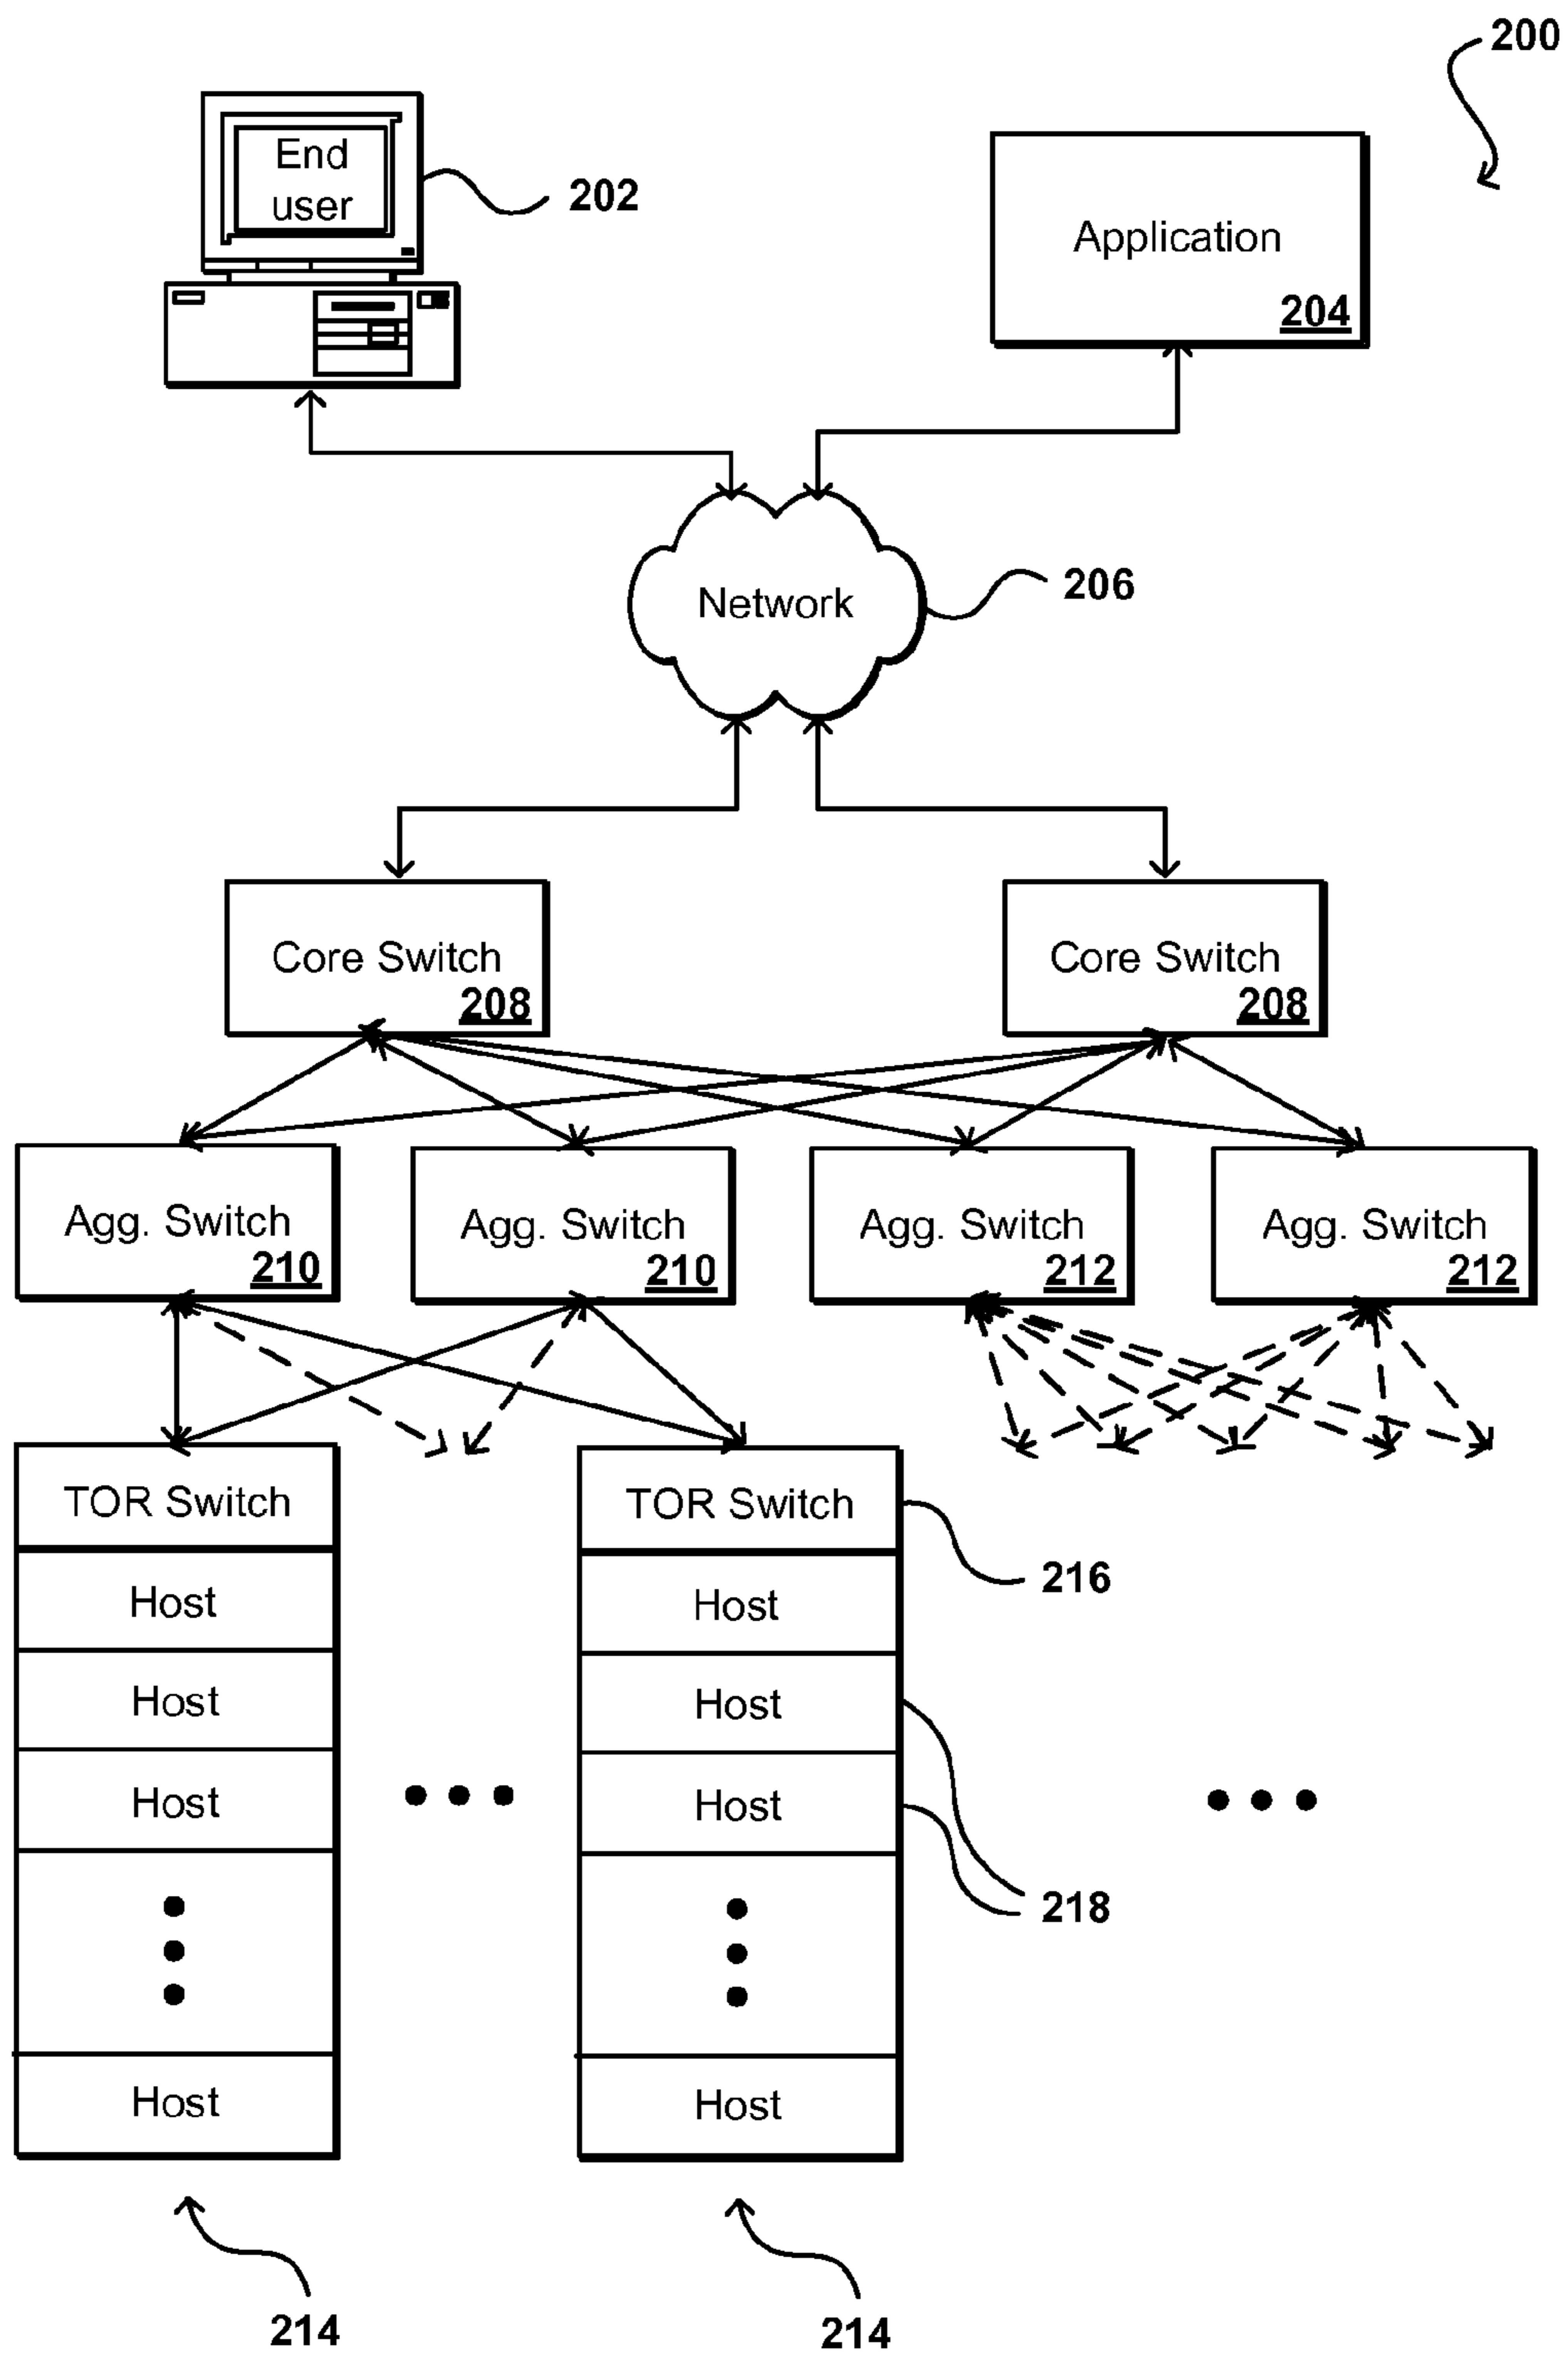 200
End
user
202
Application
204
Network
206
Core Switch
208
Core Switch
208
Agg. Switch
210
Agg. Switch
210
Agg. Switch
212
Agg. Switch
212
TOR Switch
Host
Host
Host
Host
TOR Switch
216
Host
Host
Host
218
Host
214
214